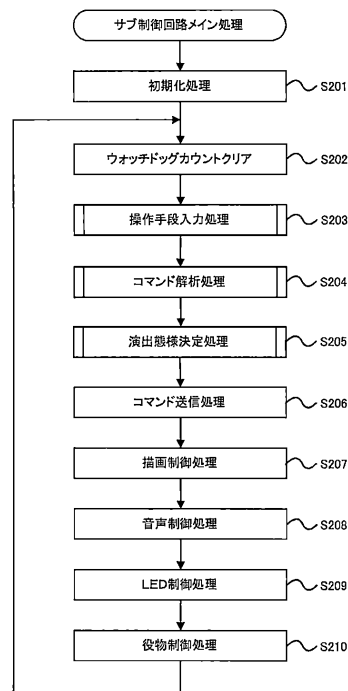 サブ制御回路メイン処理
初期化処理 S201
ウォッチドッグカウントクリア S202
操作手段入力処理 S203
コマンド解析処理 S204
演出態様決定処理 S205
コマンド送信処理 S206
描画制御処理 S207
音声制御処理 S208
LED制御処理 S209
役物制御処理 S210